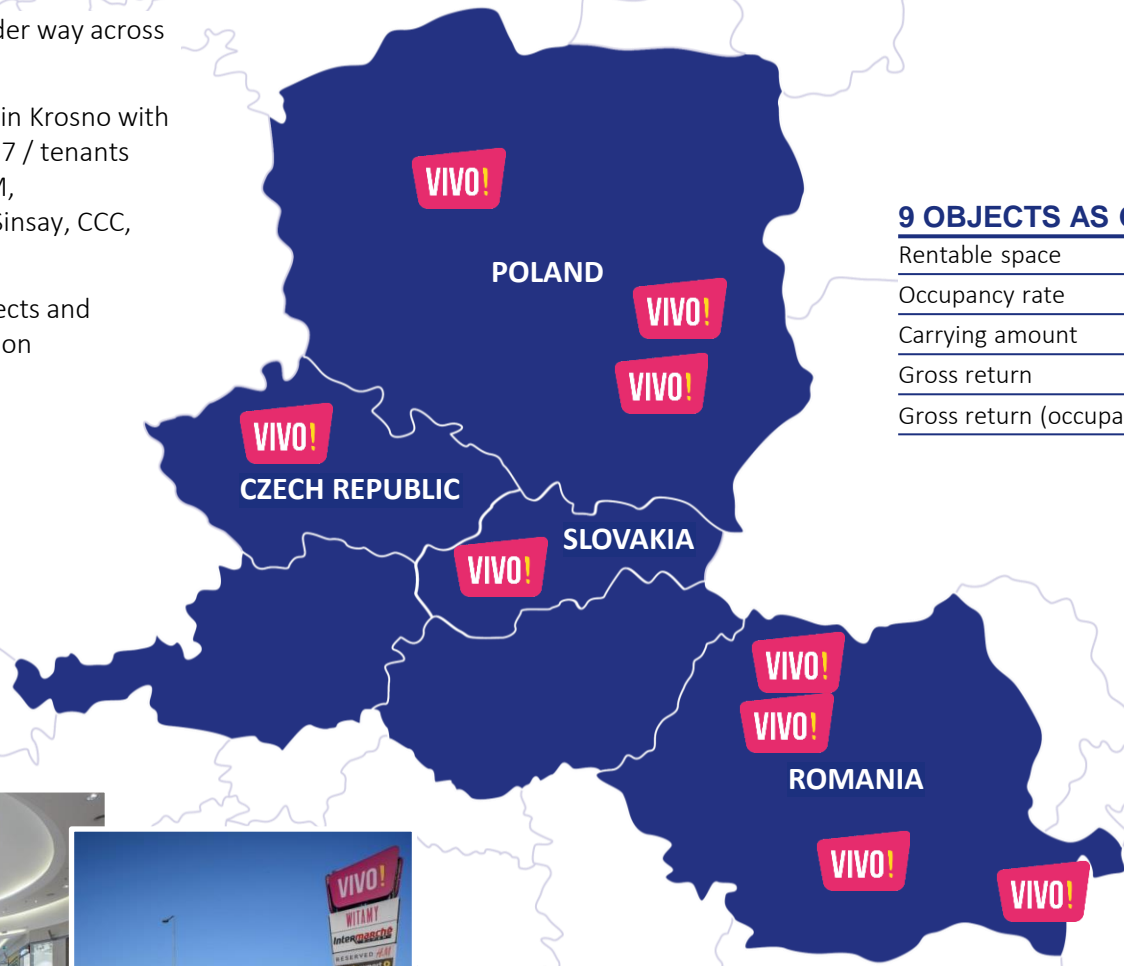 der way across
in Krosno with
7 / tenants
M,
Sinsay, CCC,
ects and
on
VIVO!
POLAND
VIVO!
VIVO!
VIVO!
CZECH REPUBLIC
SLOVAKIA
VIVO!
9 OBJECTS AS
Rentable space
Occupancy rate
Carrying amount
Gross return
Gross return (occupa
VIVO!
VIVO!
ROMANIA
VIVO!
VIVO!
VIVO!
WITAMY
Intermarché
RESERVED H&M